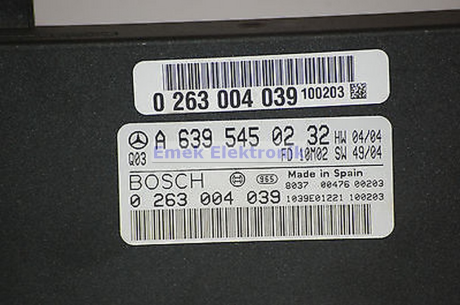 0 263 004 039 100203
A 639 545 02 32 HW 04/04
Q03 FD 10M02 SW 49/04
Emek Elektronik
BOSCH 965 Made in Spain
8037 00476 00203
0 263 004 039 1039E01221 100203